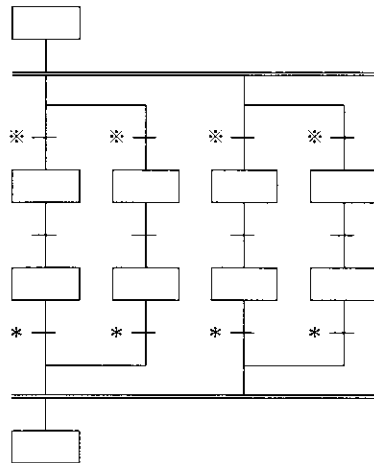 ※ ※ ※ ※
* * * *